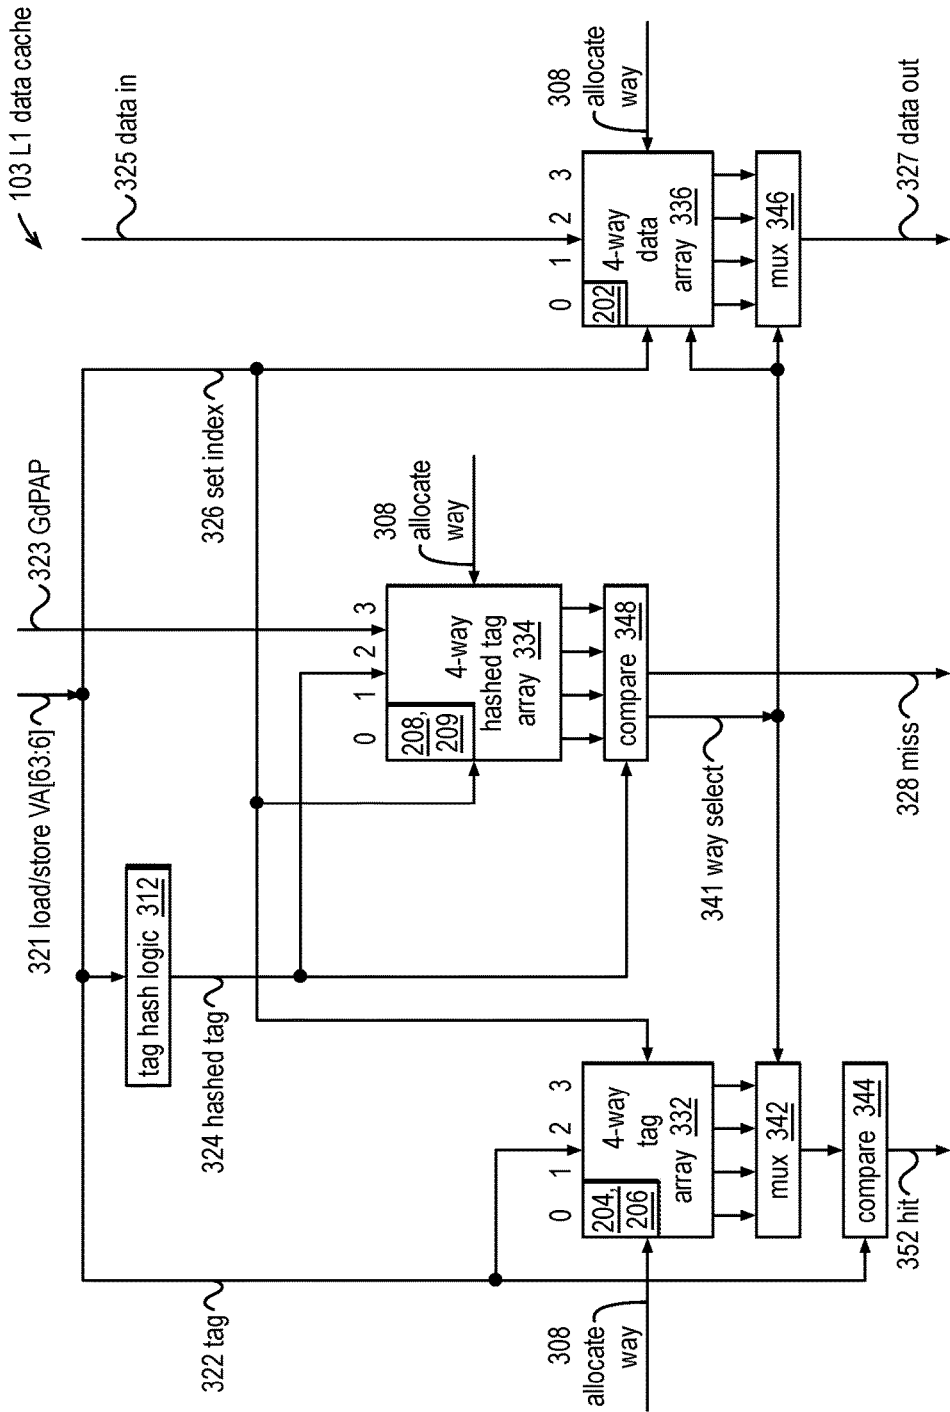 103 L1 data cache
321 load/store VA[63:6]
323 GdPAP
325 data in
tag hash logic 312
322 tag
324 hashed tag
326 set index
308
allocate
way
0 1 2 3
204,
206
4-way
tag
array 332
mux 342
compare 344
352 hit
308
allocate
way
0 1 2 3
208,
209
4-way
hashed tag
array 334
compare 348
341 way select
328 miss
308
allocate
way
0 1 2 3
202
4-way
data
array 336
mux 346
327 data out